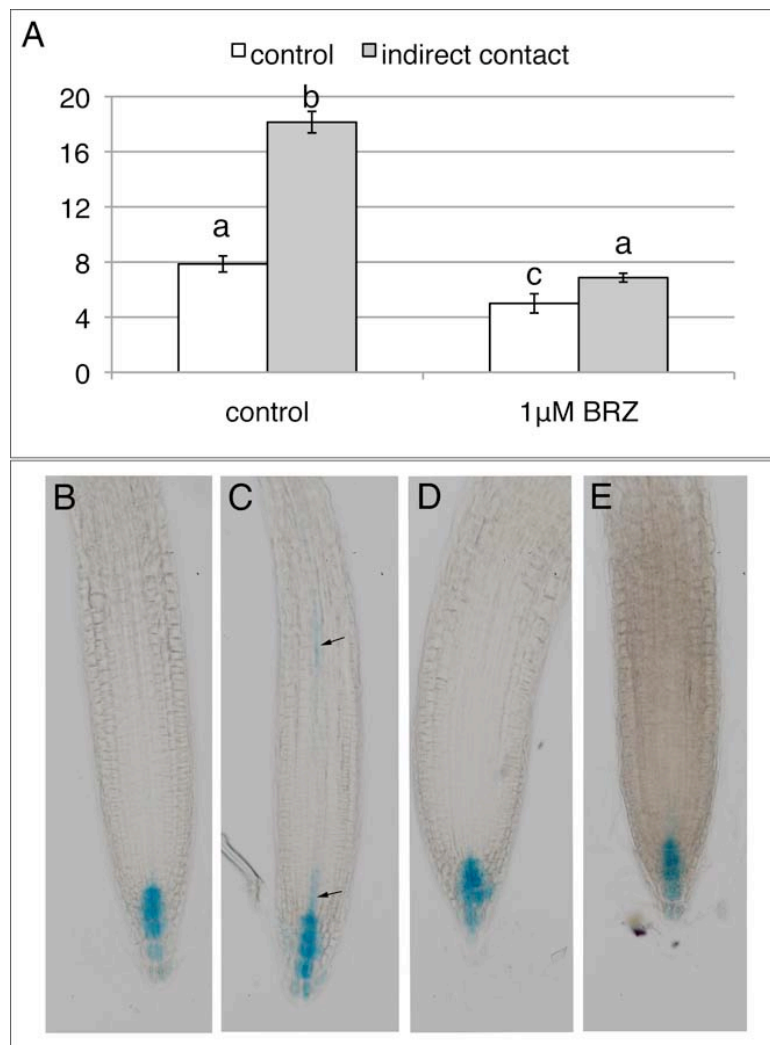 A
control indirect contact
20
16
12
8
4
0
a
b
c
a
control 1μM BRZ
B C D E